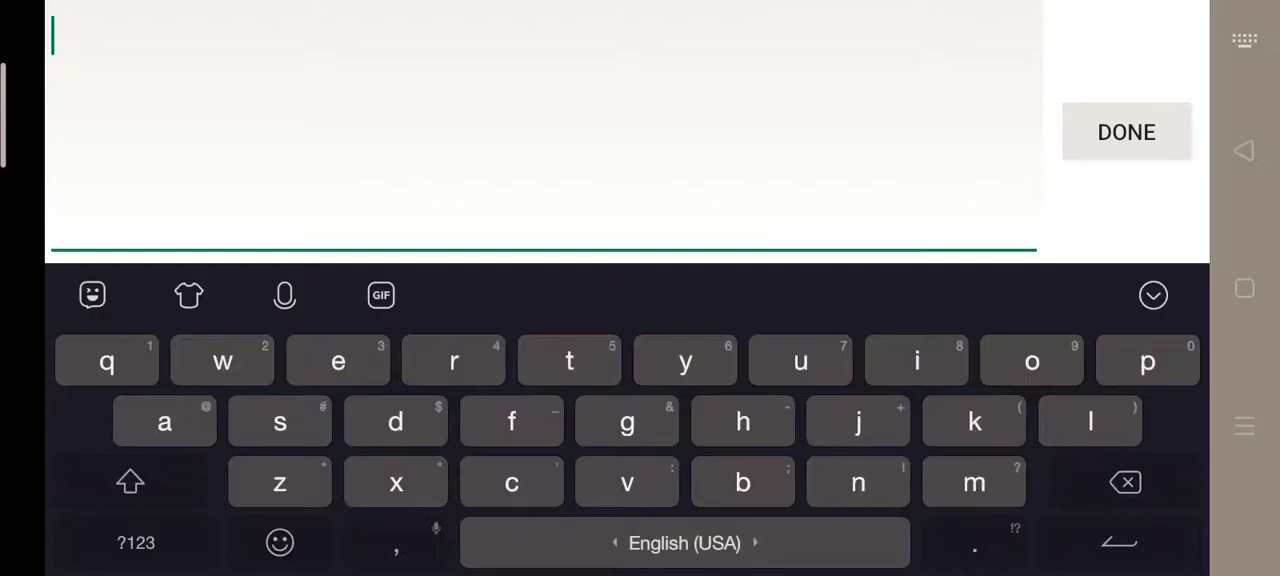 DONE
GIF
q 1 w 2 e 3 r 4 t 5 y 6 u 7 i 8 o 9 p 0
a @ s # d $ f _ g & h - j + k ( l )
z * x " c ' v : b ; n ! m ?
?123 , English (USA) . !?